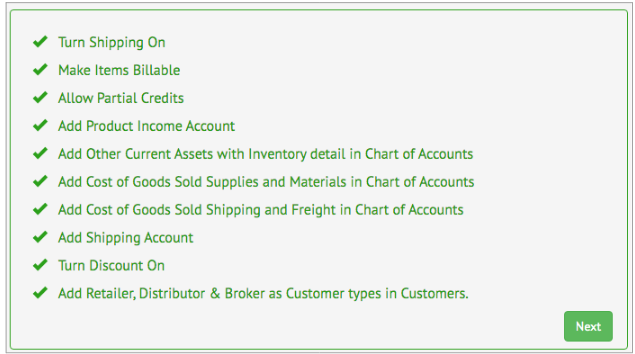 Turn Shipping On
Make Items Billable
Allow Partial Credits
Add Product Income Account
Add Other Current Assets with Inventory detail in Chart of Accounts
Add Cost of Goods Sold Supplies and Materials in Chart of Accounts
Add Cost of Goods Sold Shipping and Freight in Chart of Accounts
Add Shipping Account
Turn Discount On
Add Retailer, Distributor & Broker as Customer types in Customers.
Next